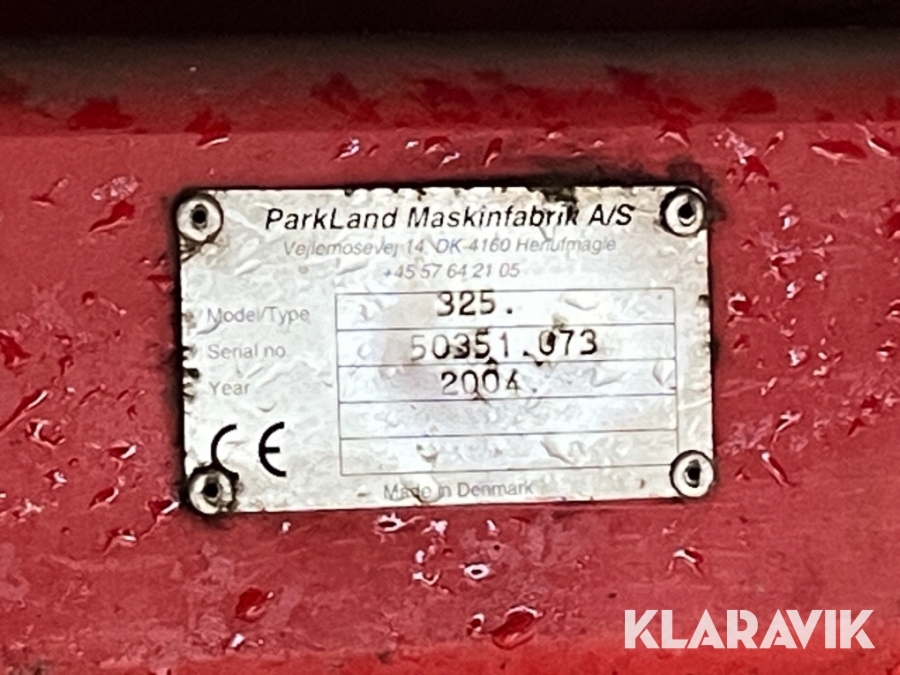 ParkLand Maskinfabrik A/S
Vejlemosevej 14, DK-4160 Herlufmagle
+45 57 64 21 05
Model/Type 325.
Serial no. 50351.073
Year 2004.
CE
Made in Denmark
KLARAVIK